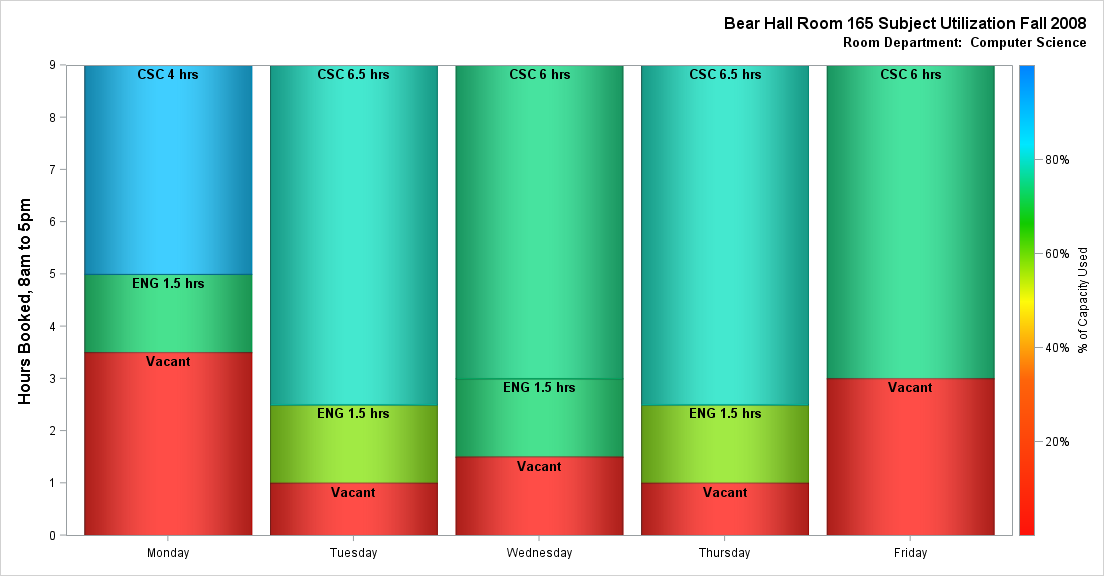 Bear Hall Room 165 Subject Utilization Fall 2008
Room Department:  Computer Science
Hours Booked, 8am to 5pm
9
8
7
6
5
4
3
2
1
0
CSC 4 hrs
ENG 1.5 hrs
Vacant
CSC 6.5 hrs
ENG 1.5 hrs
Vacant
CSC 6 hrs
ENG 1.5 hrs
Vacant
CSC 6.5 hrs
ENG 1.5 hrs
Vacant
CSC 6 hrs
Vacant
Monday
Tuesday
Wednesday
Thursday
Friday
80%
60%
40%
20%
% of Capacity Used